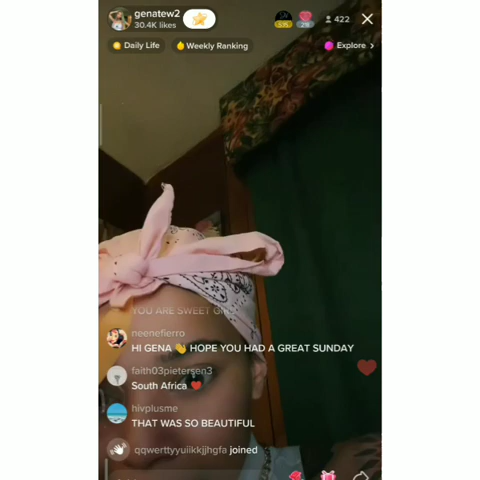 genatew2
30.4K likes
422
Daily Life
Weekly Ranking
Explore >
YOU ARE SWEET GIRL
neenefierro
HI GENA 👋 HOPE YOU HAD A GREAT SUNDAY
faith03pietersen3
South Africa ❤️
hivplusme
THAT WAS SO BEAUTIFUL
qqwerttyyuiikkjjhgfa joined